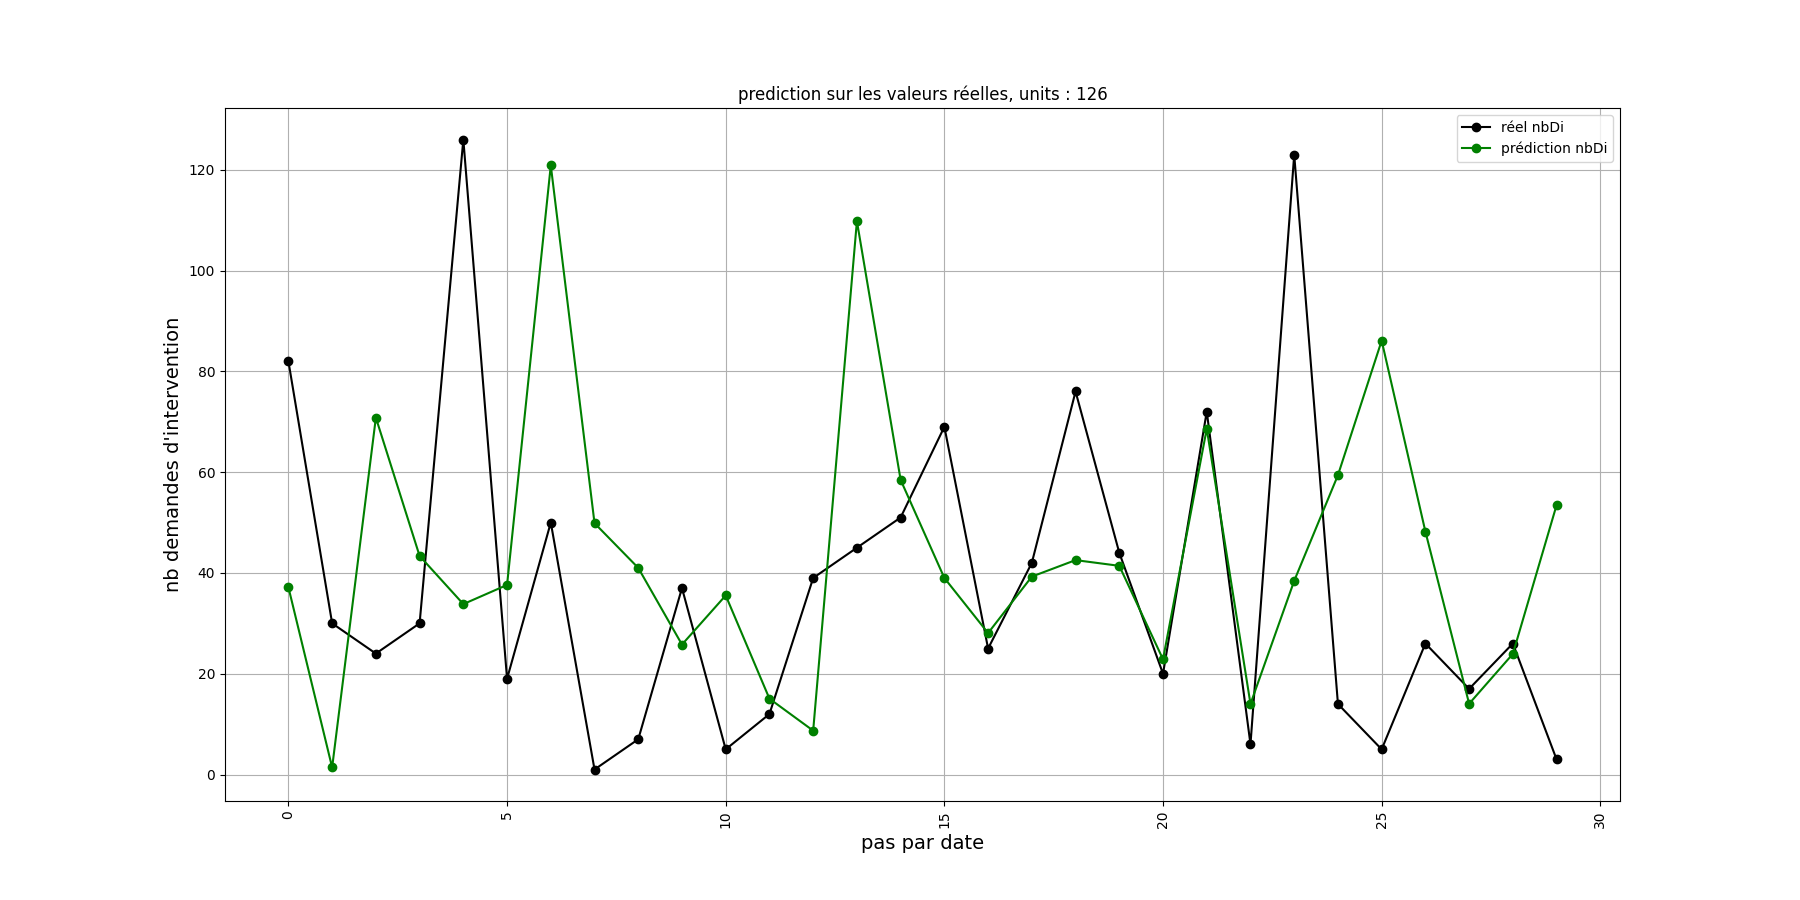 prediction sur les valeurs réelles, units : 126
réel nbDi
prédiction nbDi
nb demandes d'intervention
120
100
80
60
40
20
0
0
5
10
15
20
25
30
pas par date